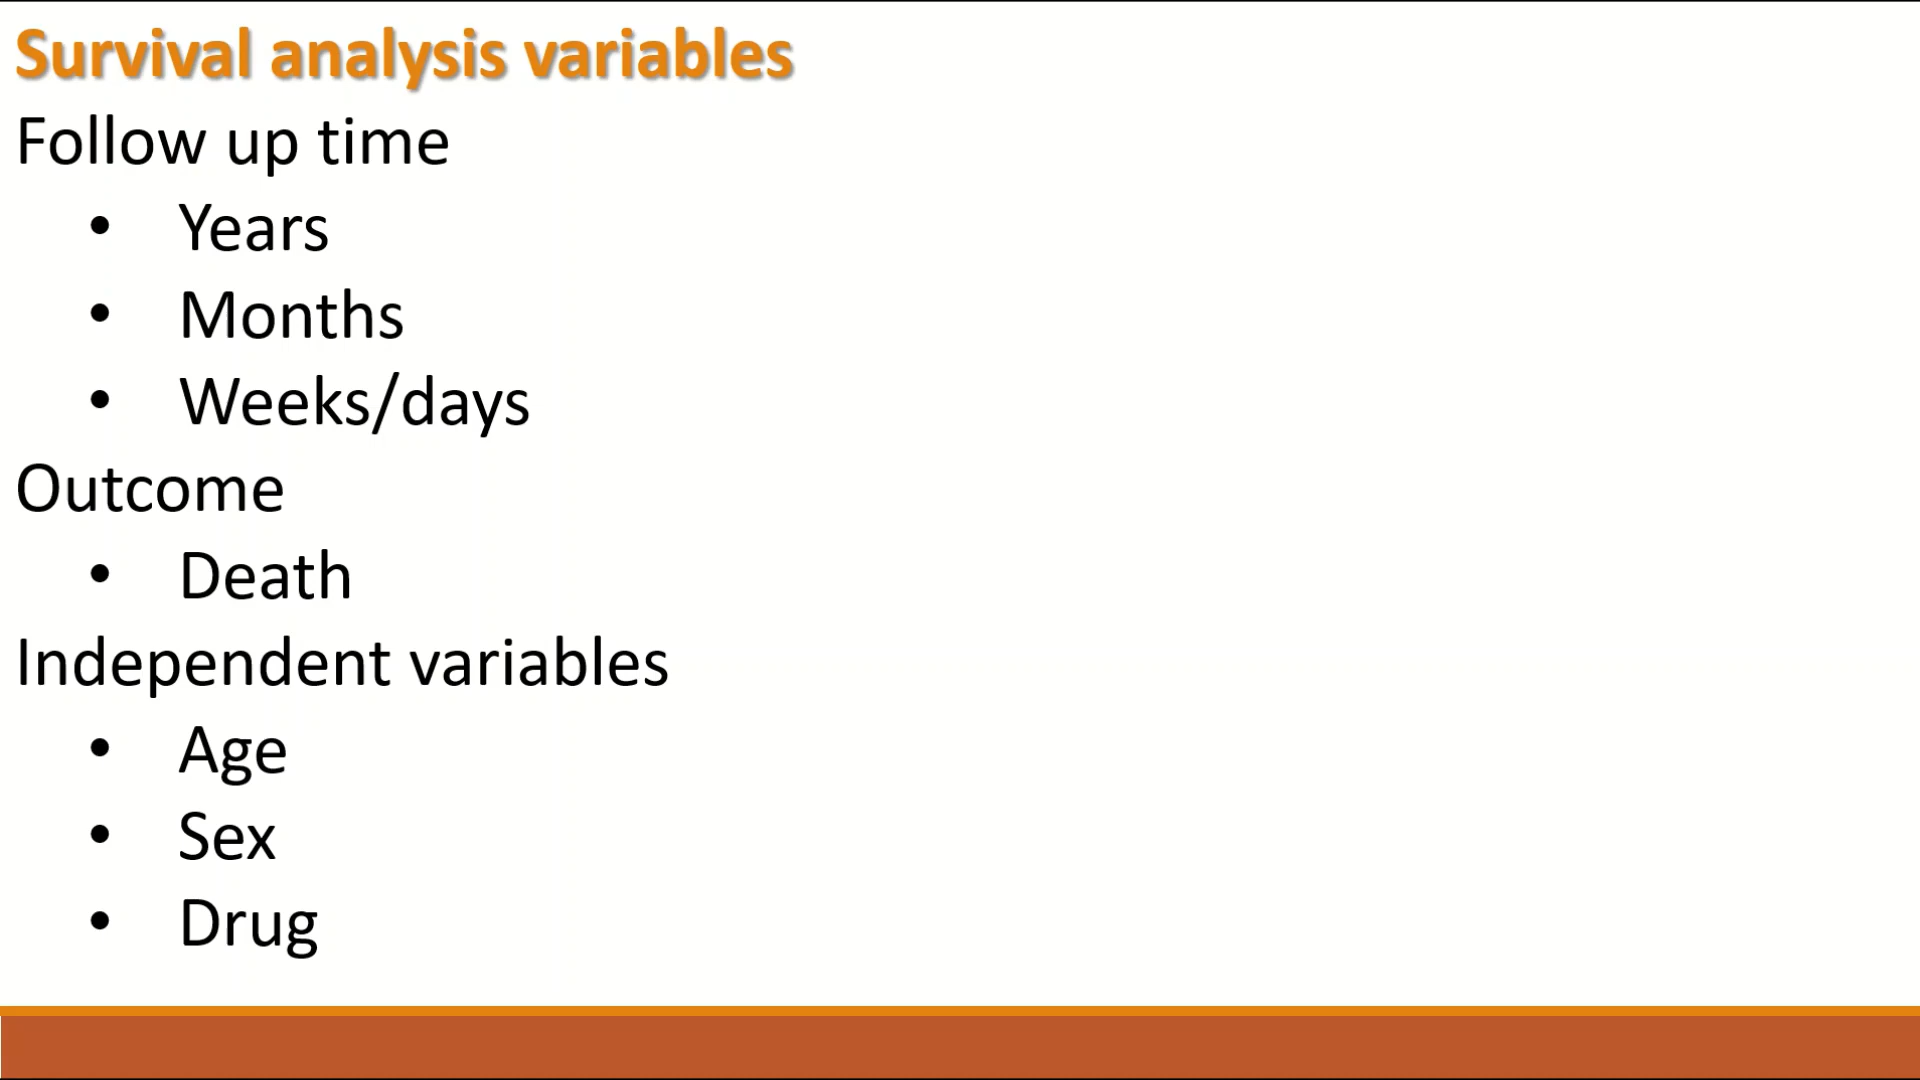 Survival analysis variables
Follow up time
• Years
• Months
• Weeks/days
Outcome
• Death
Independent variables
• Age
• Sex
• Drug